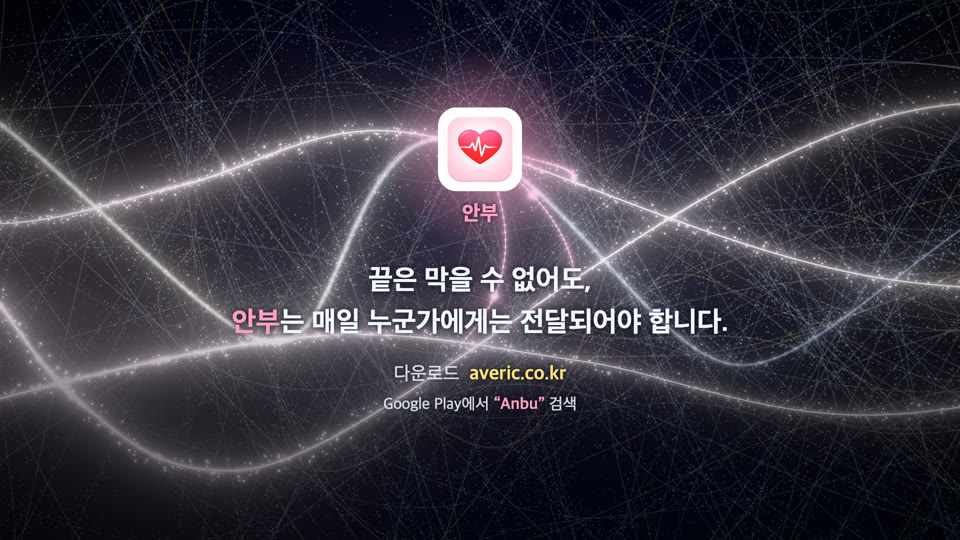 안부
끝은 막을 수 없어도,
안부는 매일 누군가에게는 전달되어야 합니다.
다운로드 averic.co.kr
Google Play에서 “Anbu” 검색